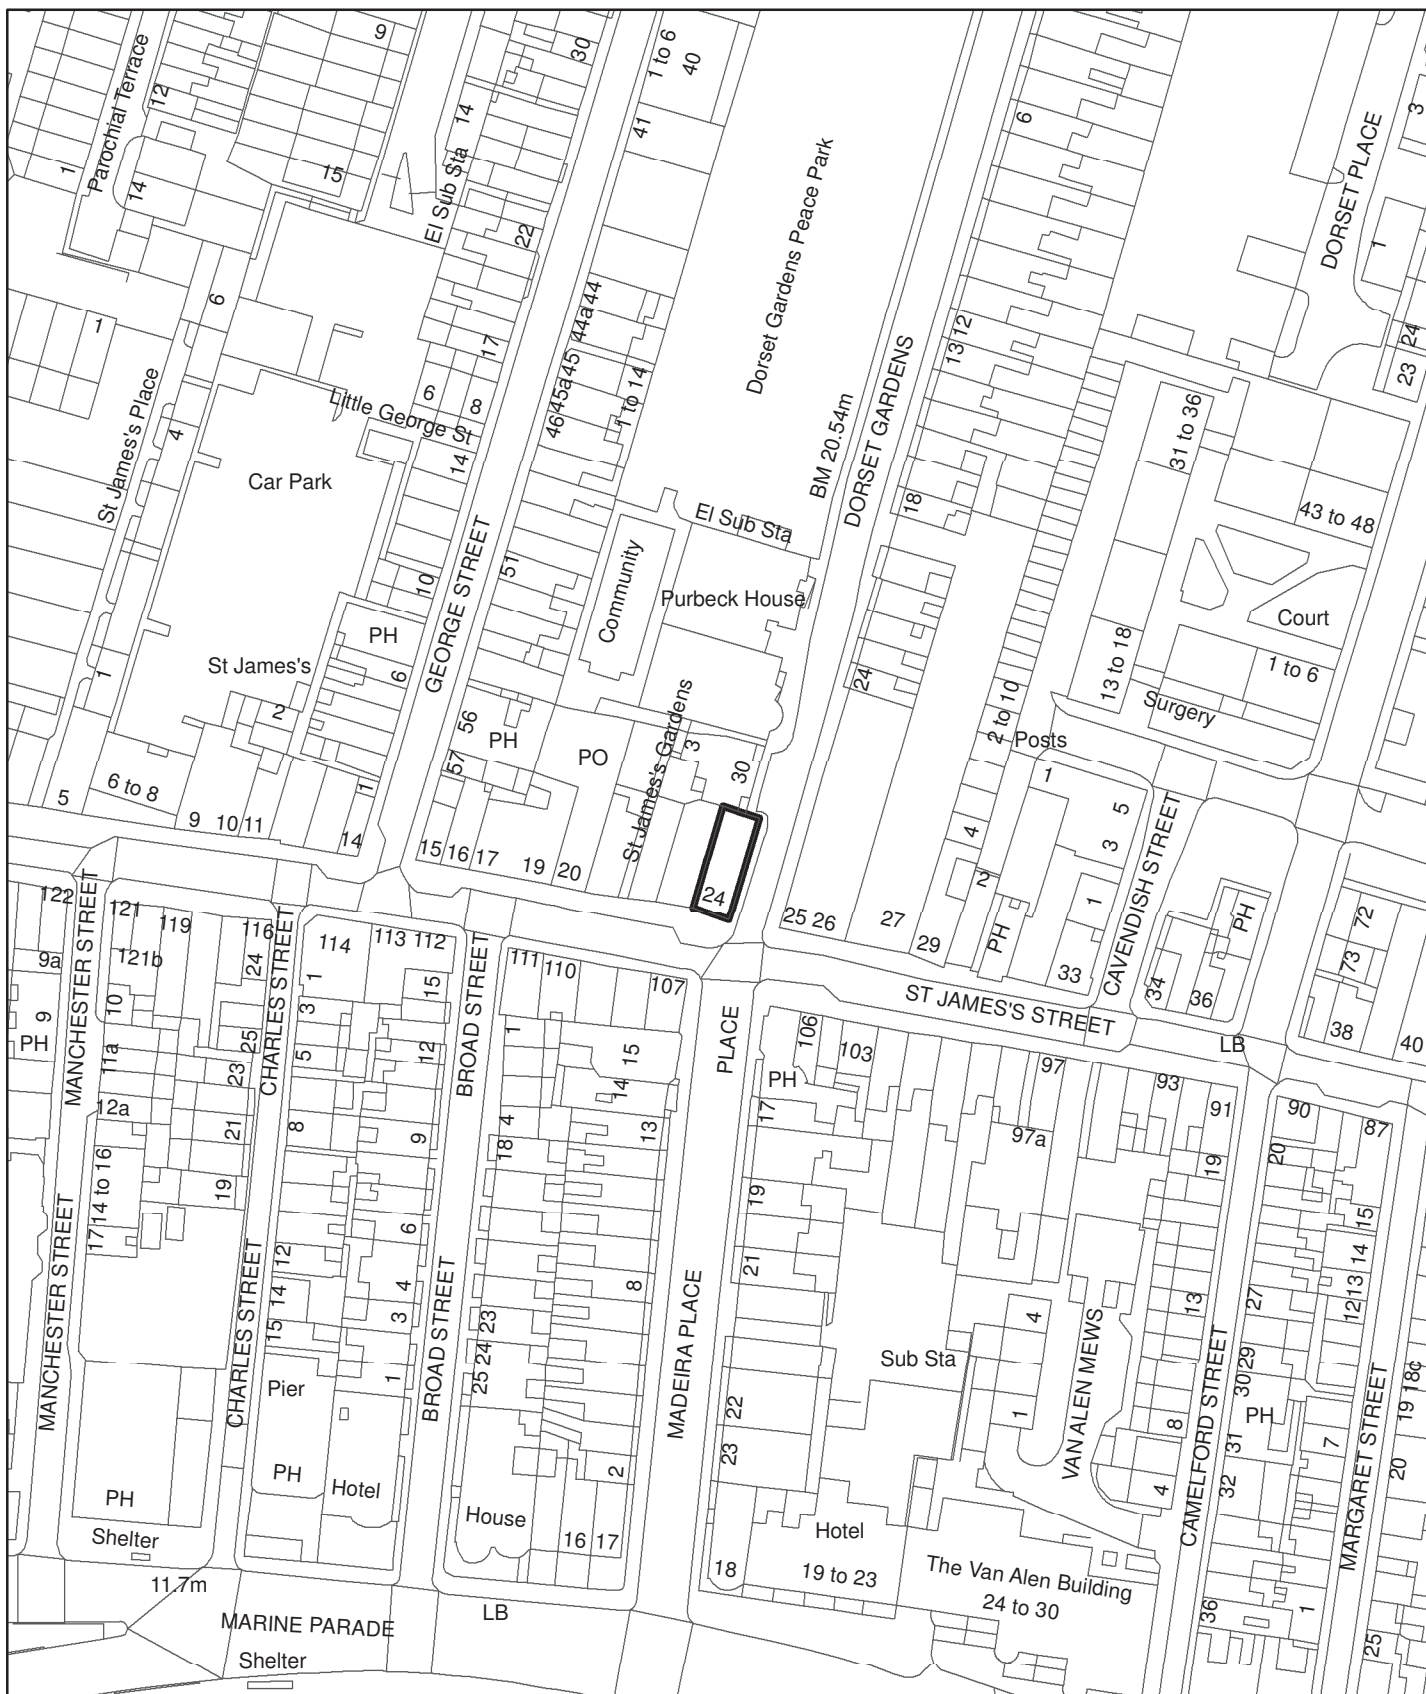 9
30
1 to 6
40
41
14
12
Parochial Terrace
1
14
15
El Sub Sta
22
6
3
DORSET PLACE
1
Dorset Gardens Peace Park
6
1
44
44a
45
45a
46
17
12
13
24
23
1 to 14
DORSET GARDENS
BM 20.54m
6
8
Little George St
14
St James's Place
4
Car Park
31 to 36
43 to 48
18
El Sub Sta
GEORGE STREET
51
10
Community
Purbeck House
Court
PH
6
St James's
1
2
24
13 to 18
1 to 6
Surgery
2 to 10
Posts
56
PH
57
PO
St James's Gardens
3
30
1
5
3
1
CAVENDISH STREET
5
6 to 8
9
10
11
14
1
15
16
17
19
20
24
4
2
PH
25
26
27
29
33
34
36
PH
72
73
38
40
LB
ST JAMES'S STREET
122
121
119
116
121b
9a
9
PH
10
11a
12a
MANCHESTER STREET
24
25
23
21
19
CHARLES STREET
114
113
112
1
3
5
8
15
12
9
BROAD STREET
111
110
107
1
4
18
15
14
13
PLACE
106
103
PH
17
19
21
97
97a
93
91
19
90
87
20
15
14
13
12
14 to 16
17
MANCHESTER STREET
CHARLES STREET
12
14
15
6
4
3
1
BROAD STREET
23
24
25
8
2
MADEIRA PLACE
22
23
Sub Sta
4
1
VAN ALEN MEWS
13
8
4
CAMELFORD STREET
27
29
30
PH
31
32
7
MARGARET STREET
18c
19
20
Pier
PH
Hotel
PH
House
16
17
18
Hotel
19 to 23
The Van Alen Building
24 to 30
36
1
25
Shelter
11.7m
MARINE PARADE
LB
Shelter